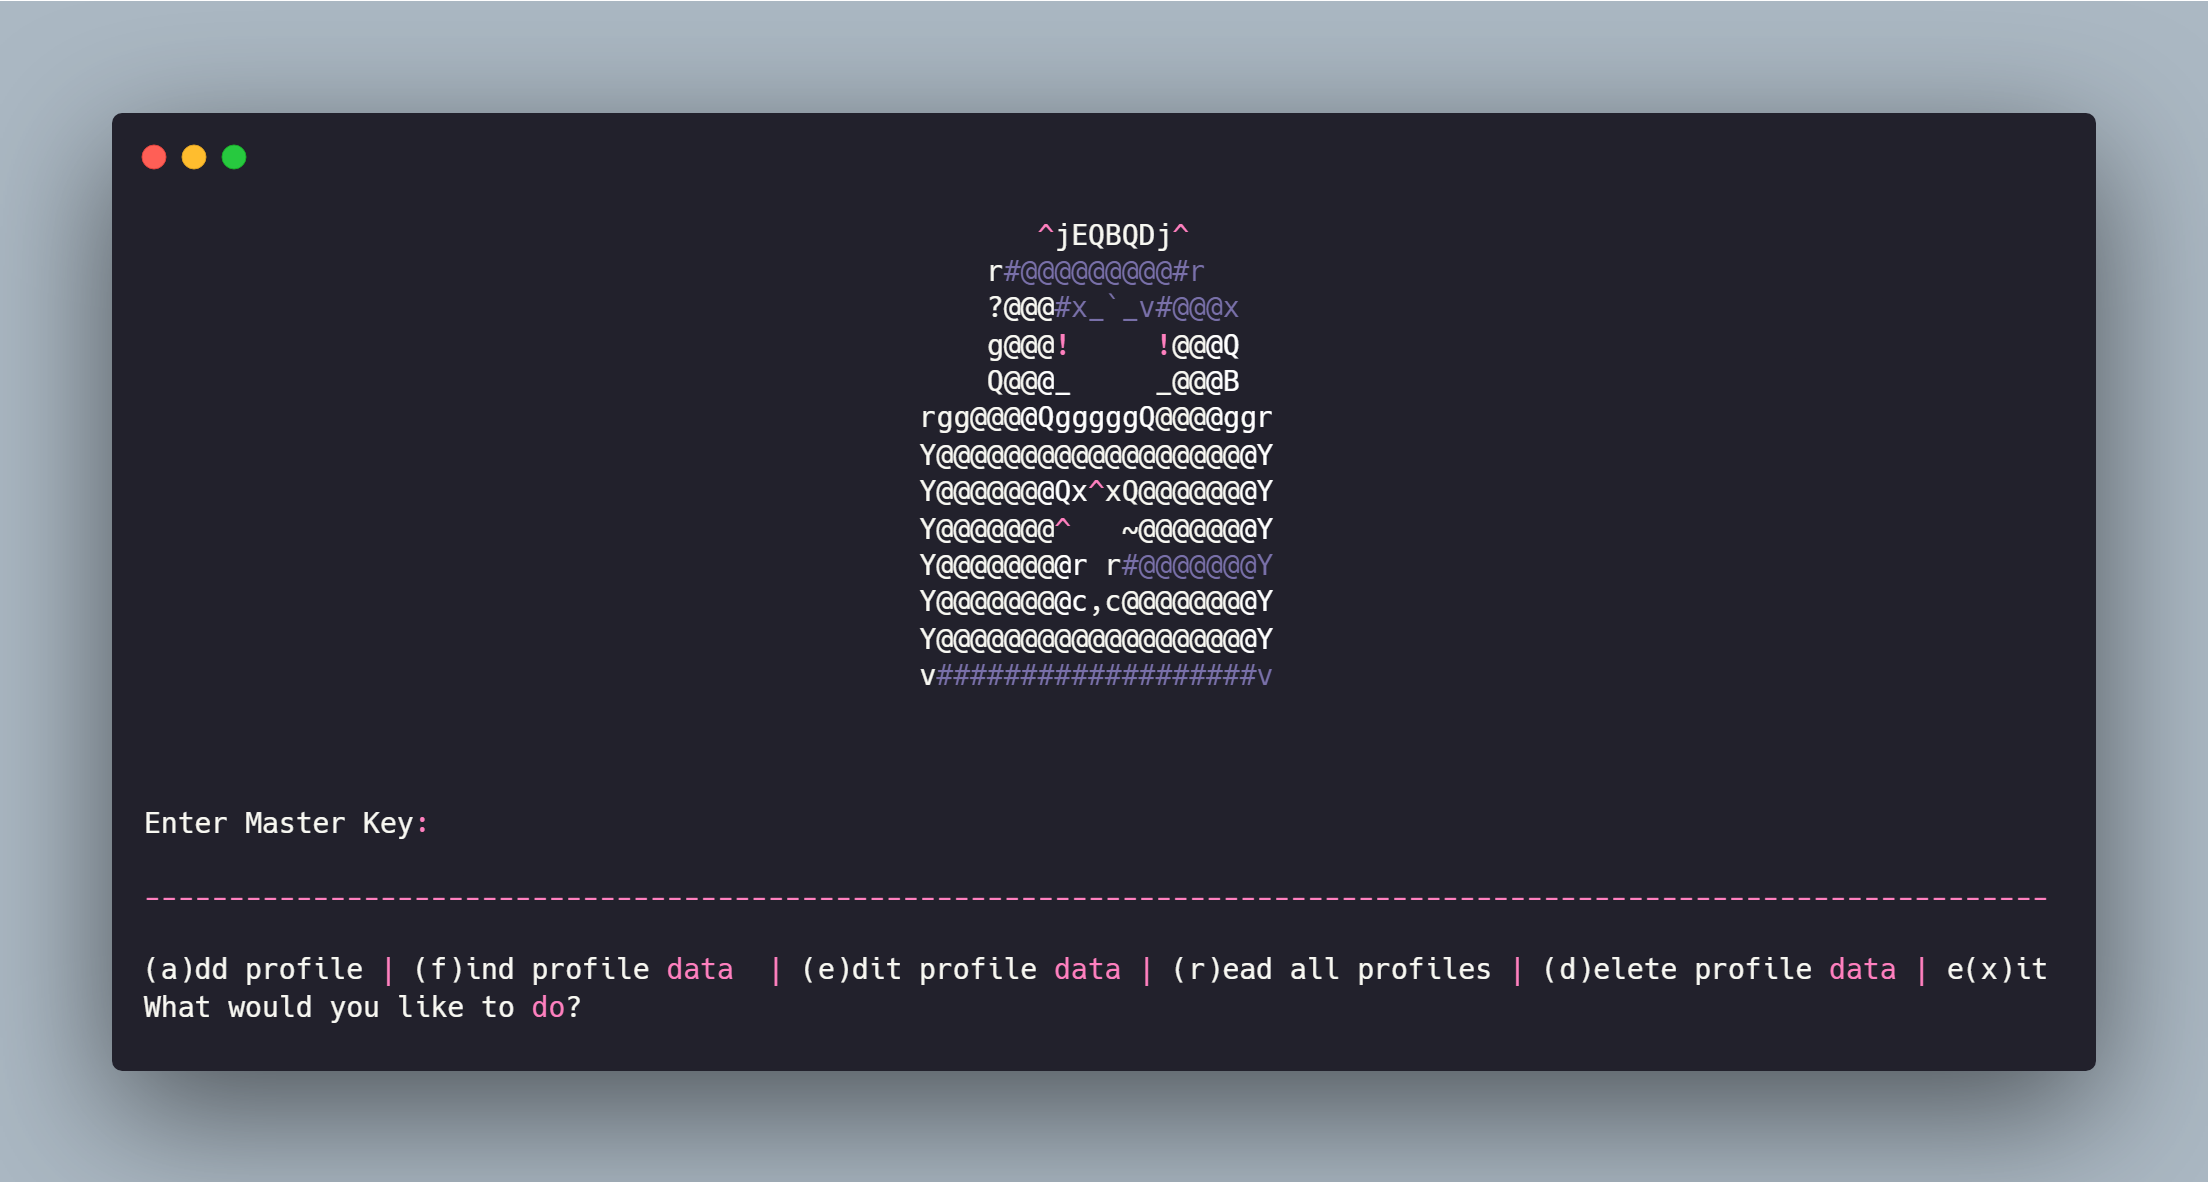 ^jEQBQDj^
r#@@@@@@@@@#r
?@@@#x_`_v#@@@x
g@@@!     !@@@Q
Q@@@_     _@@@B
rgg@@@@QgggggQ@@@@ggr
Y@@@@@@@@@@@@@@@@@@@Y
Y@@@@@@@Qx^xQ@@@@@@@Y
Y@@@@@@@^   ~@@@@@@@Y
Y@@@@@@@@r r#@@@@@@@Y
Y@@@@@@@@c,c@@@@@@@@Y
Y@@@@@@@@@@@@@@@@@@@Y
v###################v
Enter Master Key:
-----------------------------------------------------------------------------------------------------------------
(a)dd profile | (f)ind profile data  | (e)dit profile data | (r)ead all profiles | (d)elete profile data | e(x)it
What would you like to do?